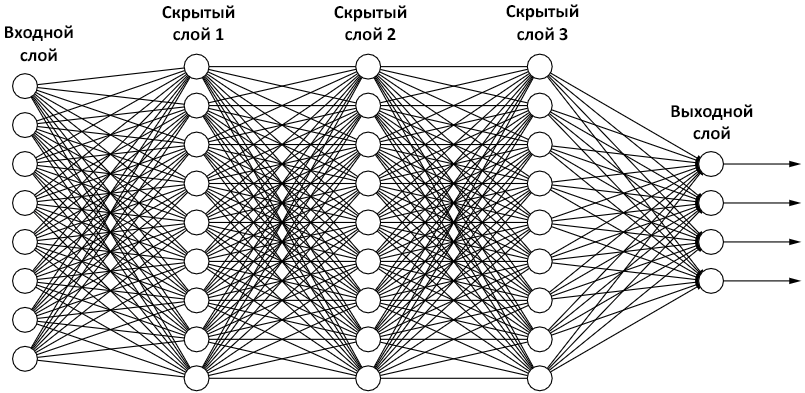 Входной
слой
Скрытый
слой 1
Скрытый
слой 2
Скрытый
слой 3
Выходной
слой